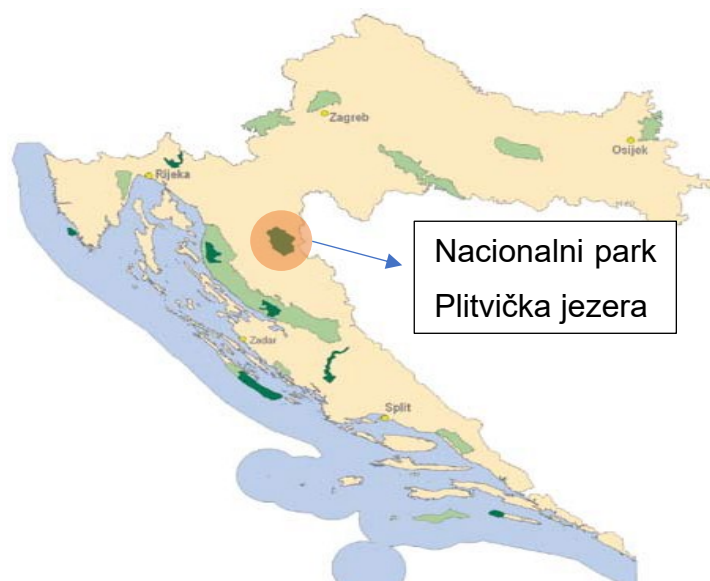 Zagreb
Osijek
Rijeka
Nacionalni park
Plitvička jezera
Zadar
Split